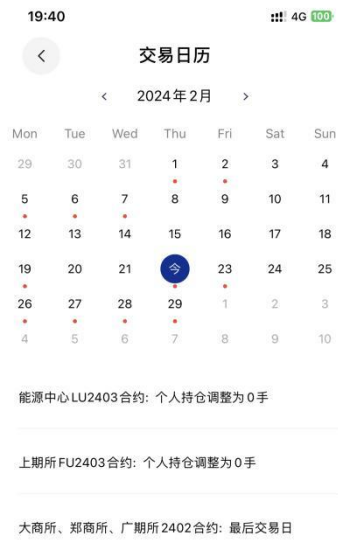 19:40 4G 100
交易日历
2024年2月
Mon Tue Wed Thu Fri Sat Sun
29 30 31 1 2 3 4
5 6 7 8 9 10 11
12 13 14 15 16 17 18
19 20 21 今 23 24 25
26 27 28 29 1 2 3
4 5 6 7 8 9 10
能源中心LU2403合约: 个人持仓调整为0手
上期所FU2403合约: 个人持仓调整为0手
大商所、郑商所、广期所2402合约: 最后交易日